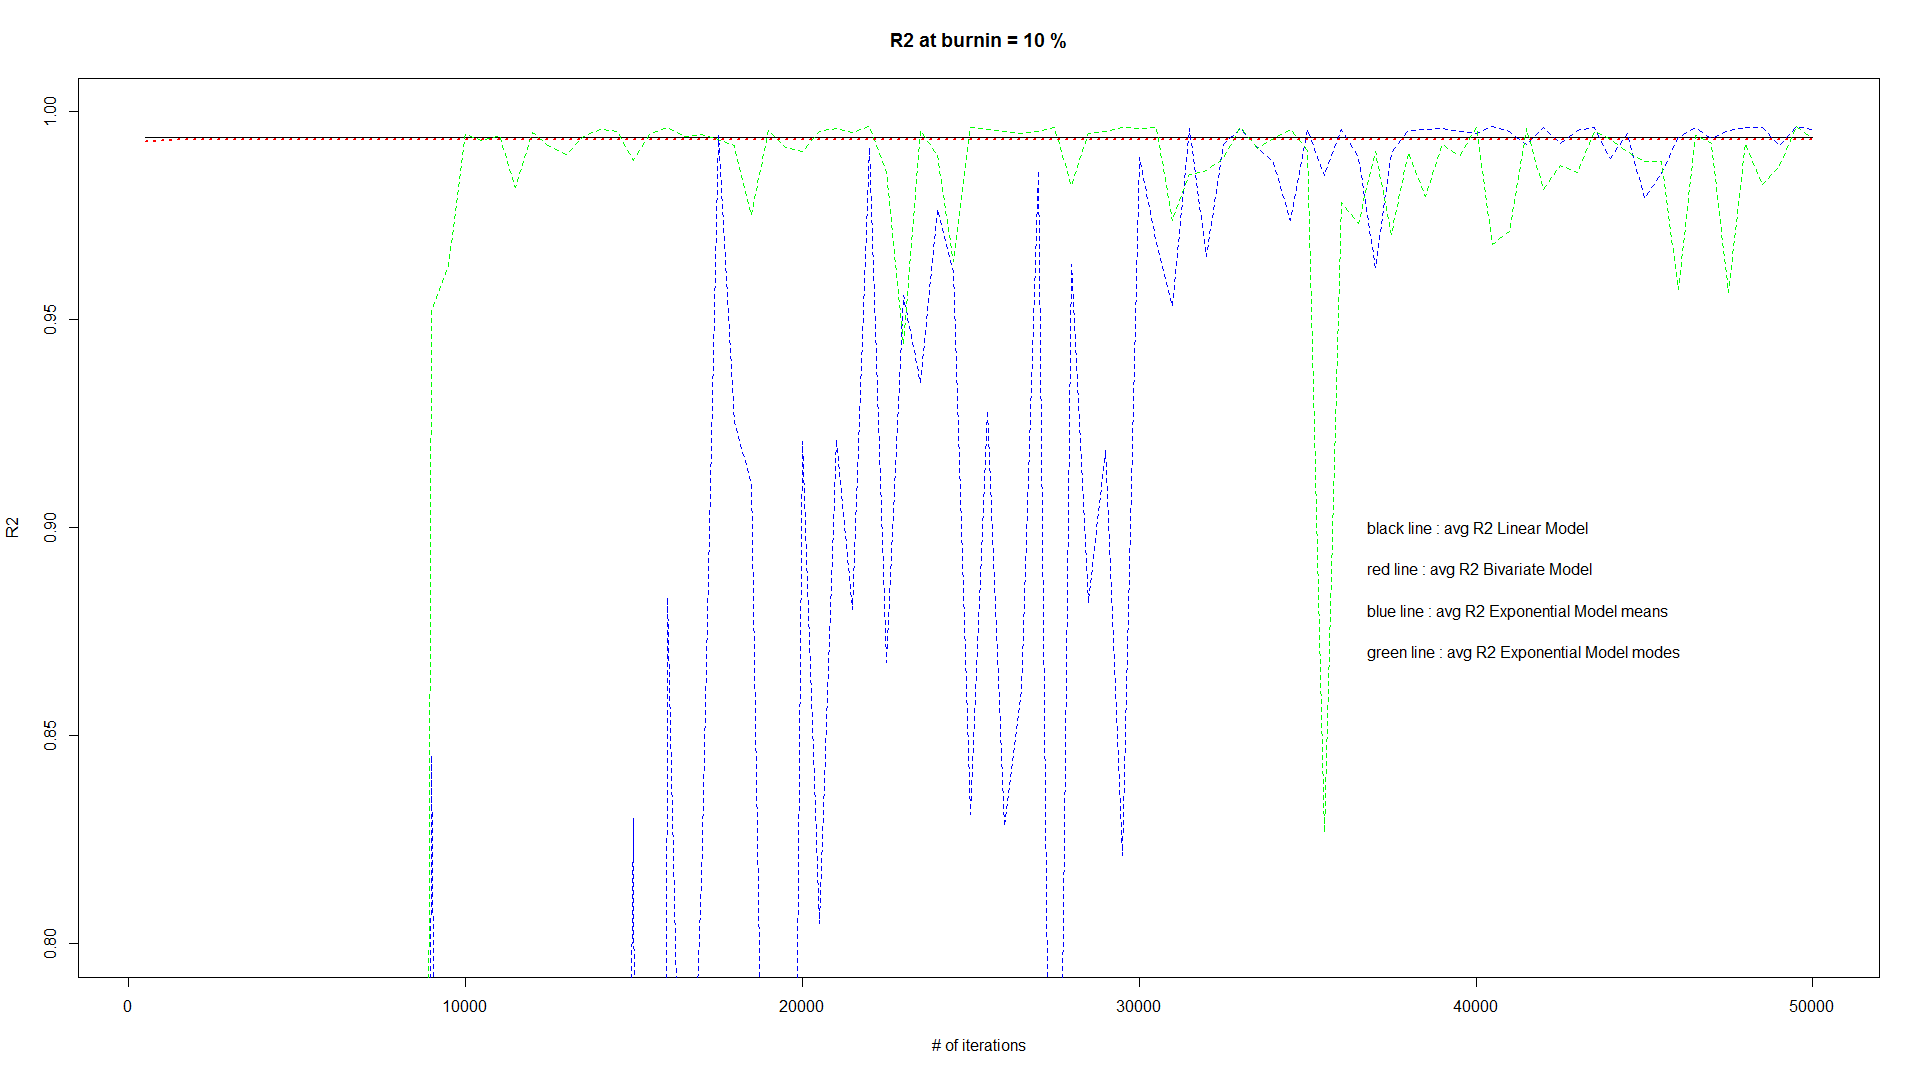 R2 at burnin = 10 %
1.00
0.95
0.90
0.85
0.80
R2
black line : avg R2 Linear Model
red line : avg R2 Bivariate Model
blue line : avg R2 Exponential Model means
green line : avg R2 Exponential Model modes
0 10000 20000 30000 40000 50000
# of iterations